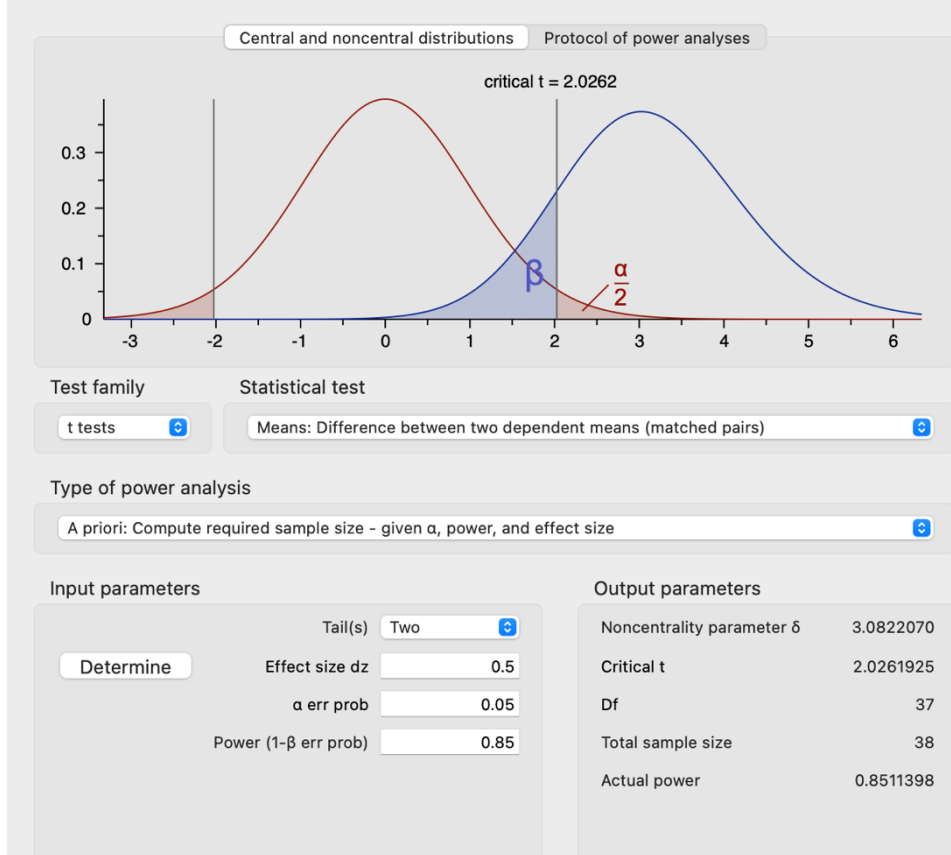 Central and noncentral distributions Protocol of power analyses
critical t = 2.0262
0.3
0.2
0.1
0
β
α
2
-3 -2 -1 0 1 2 3 4 5 6
Test family Statistical test
t tests Means: Difference between two dependent means (matched pairs)
Type of power analysis
A priori: Compute required sample size - given α, power, and effect size
Input parameters Output parameters
Tail(s) Two Noncentrality parameter δ 3.0822070
Determine Effect size dz 0.5 Critical t 2.0261925
α err prob 0.05 Df 37
Power (1-β err prob) 0.85 Total sample size 38
Actual power 0.8511398